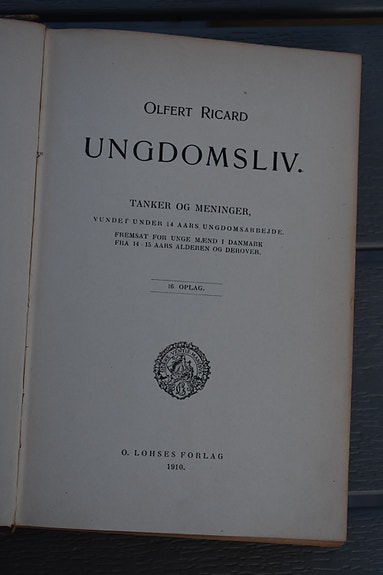 OLFERT RICARD
UNGDOMSLIV.
TANKER OG MENINGER,
VUNDET UNDER 14 AARS UNGDOMSARBEJDE.
FREMSAT FOR UNGE MÆND I DANMARK
FRA 14–15 AARS ALDEREN OG DEROVER.
16 OPLAG.
O. LOHSES FORLAG
1910.